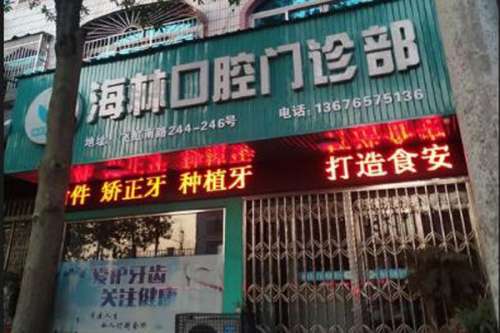 海林口腔门诊部
地址:飞虹南路244-246号 电话:13676575136
件 矫正牙 种植牙 打造食安
爱护牙齿
关注健康